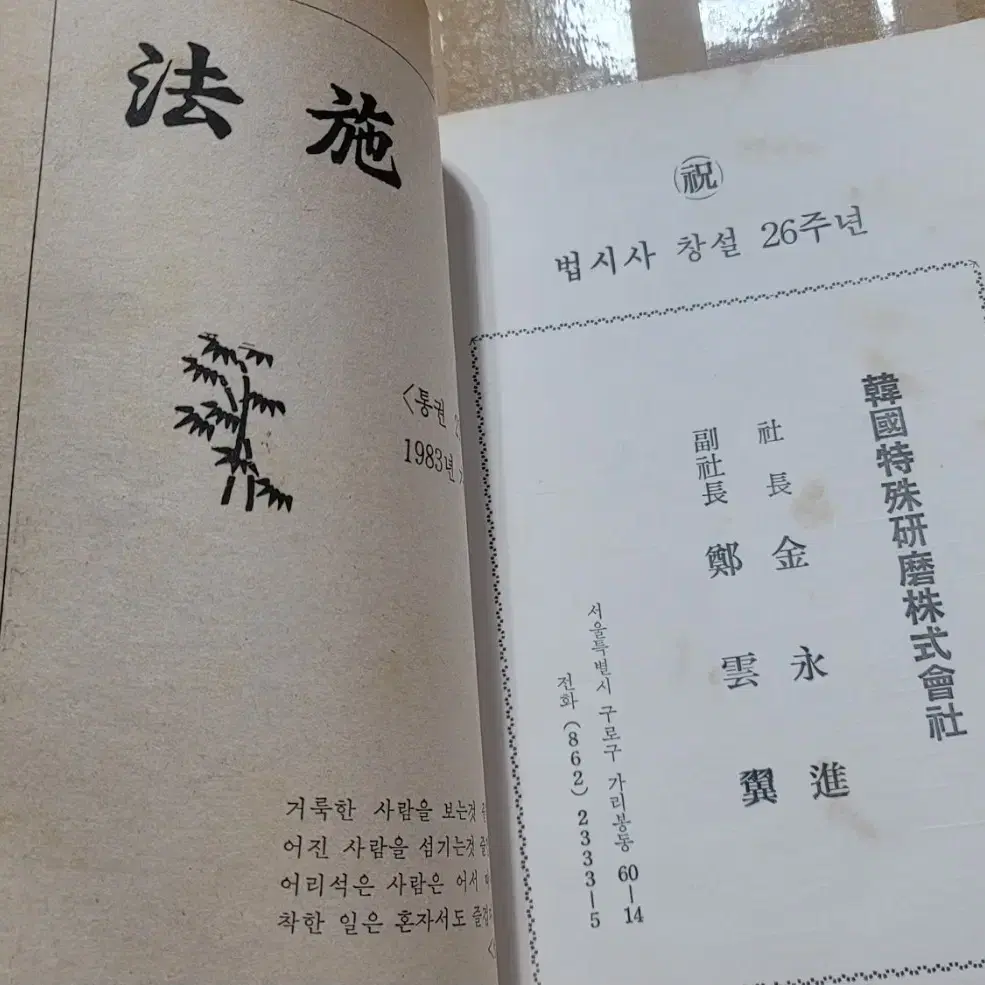 法施
<통권 2
1983년
거룩한 사람을 보는것
어진 사람을 섬기는것
어리석은 사람은 어서
착한 일은 혼자서도
(祝)
법시사 창설 26주년
韓國特殊研磨株式會社
社長 金永進
副社長 鄭雲翼
서울특별시 구로구 가리봉동 60-14
전화 (862) 2333-5